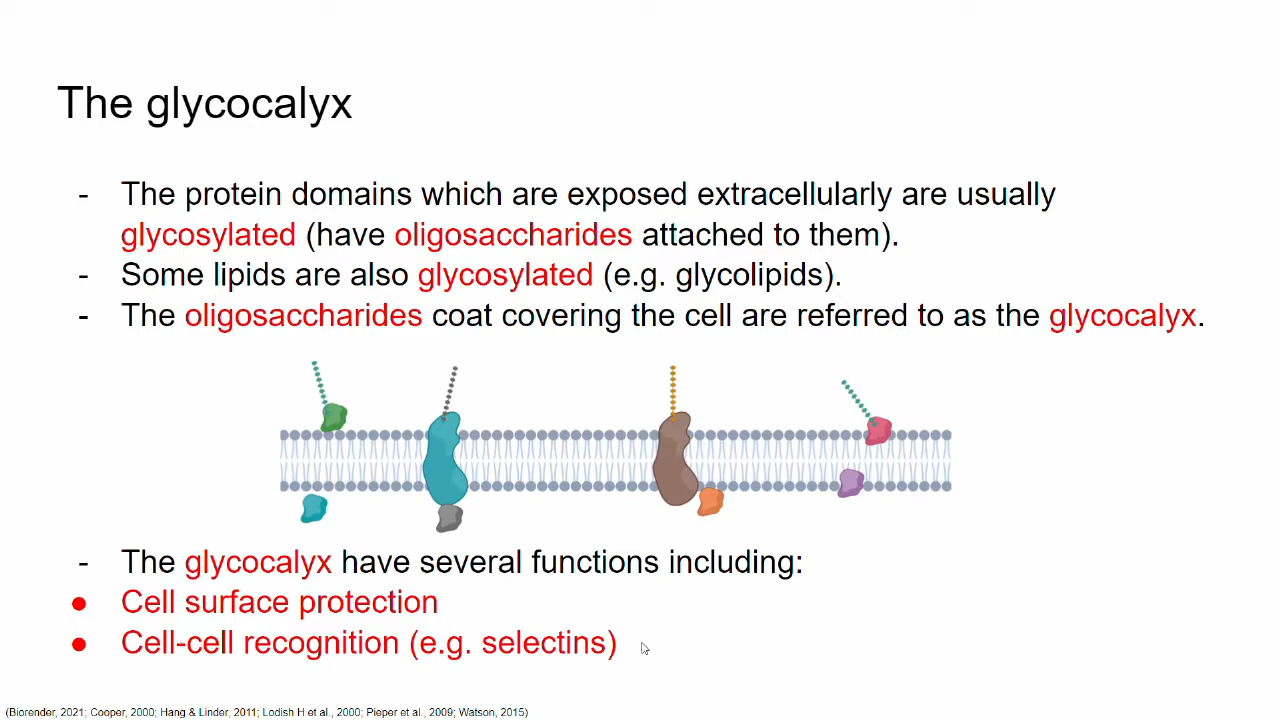 The glycocalyx
- The protein domains which are exposed extracellularly are usually
glycosylated (have oligosaccharides attached to them).
- Some lipids are also glycosylated (e.g. glycolipids).
- The oligosaccharides coat covering the cell are referred to as the glycocalyx.
- The glycocalyx have several functions including:
● Cell surface protection
● Cell-cell recognition (e.g. selectins)
(Biorender, 2021; Cooper, 2000; Hang & Linder, 2011; Lodish H et al., 2000; Pieper et al., 2009; Watson, 2015)